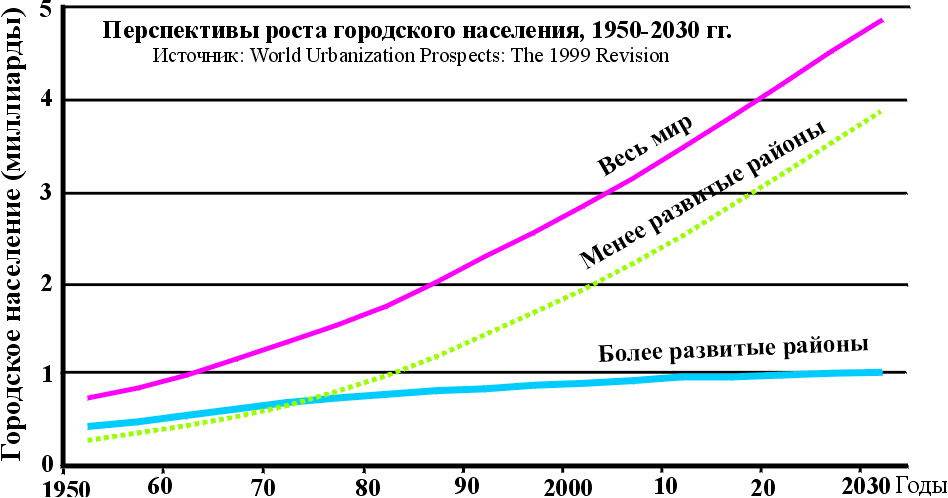 Перспективы роста городского населения, 1950-2030 гг.
Источник: World Urbanization Prospects: The 1999 Revision
Городское население (миллиарды)
5
4
3
2
1
0
Весь мир
Менее развитые районы
Более развитые районы
1950 60 70 80 90 2000 10 20 2030 Годы